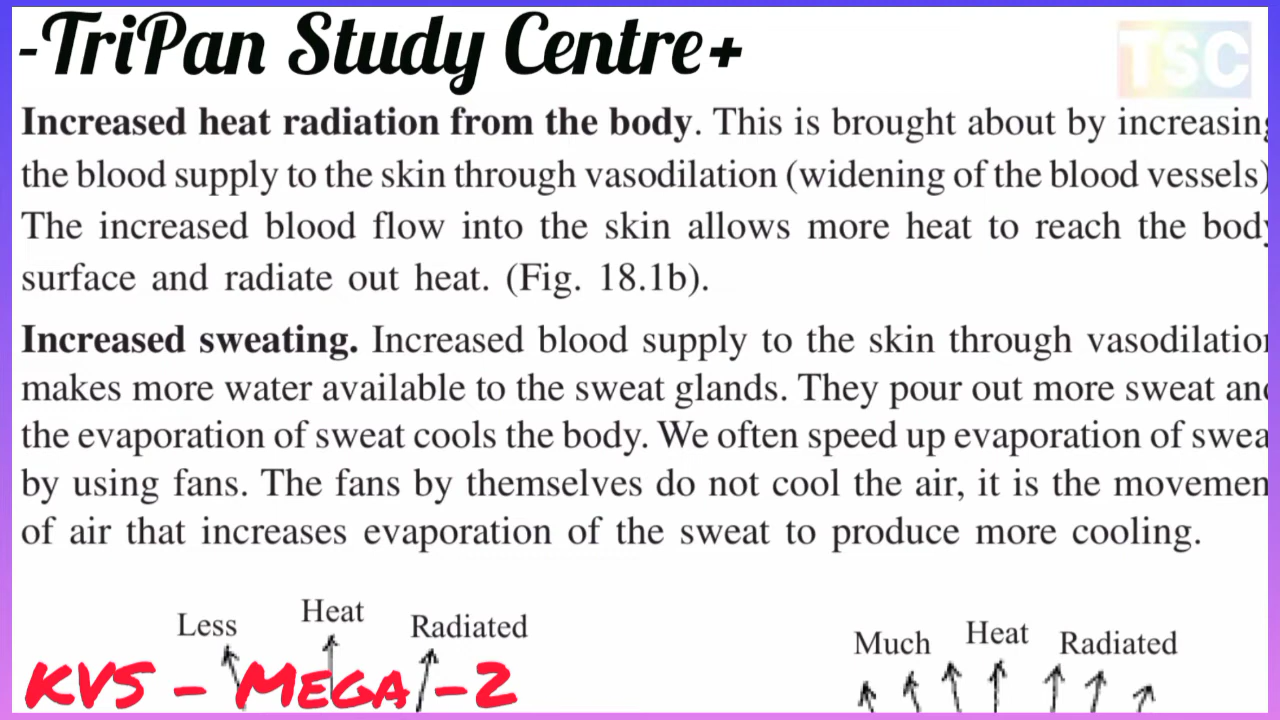 -TriPan Study Centre+
TSC
Increased heat radiation from the body. This is brought about by increasing
the blood supply to the skin through vasodilation (widening of the blood vessels)
The increased blood flow into the skin allows more heat to reach the body
surface and radiate out heat. (Fig. 18.1b).
Increased sweating. Increased blood supply to the skin through vasodilation
makes more water available to the sweat glands. They pour out more sweat and
the evaporation of sweat cools the body. We often speed up evaporation of swea
by using fans. The fans by themselves do not cool the air, it is the movemen
of air that increases evaporation of the sweat to produce more cooling.
Less Heat Radiated
Much Heat Radiated
KVS - MEGA -2